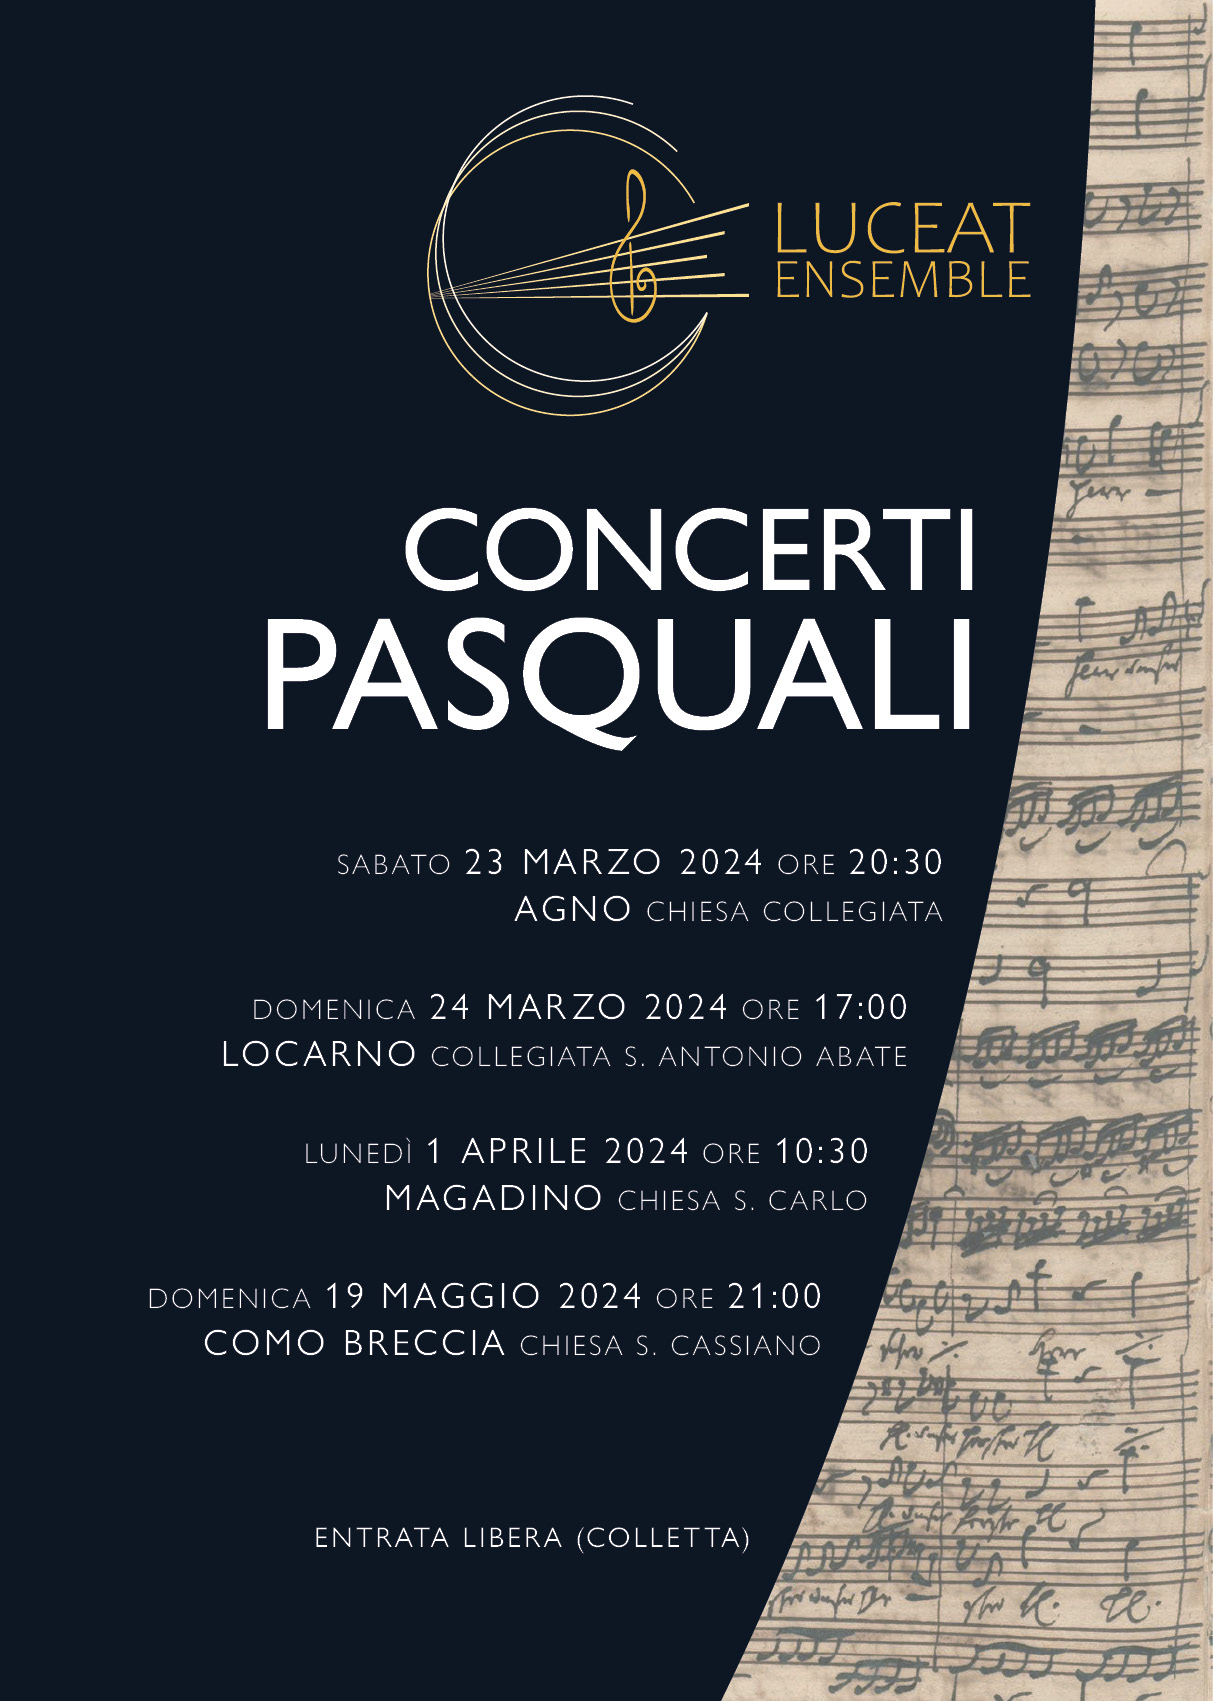 LUCEAT
ENSEMBLE
CONCERTI
PASQUALI
SABATO 23 MARZO 2024 ORE 20:30
AGNO CHIESA COLLEGIATA
DOMENICA 24 MARZO 2024 ORE 17:00
LOCARNO COLLEGIATA S. ANTONIO ABATE
LUNEDÌ 1 APRILE 2024 ORE 10:30
MAGADINO CHIESA S. CARLO
DOMENICA 19 MAGGIO 2024 ORE 21:00
COMO BRECCIA CHIESA S. CASSIANO
ENTRATA LIBERA (COLLETTA)